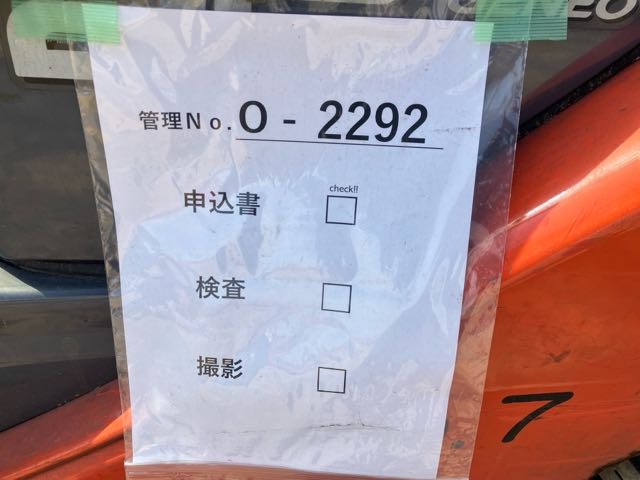 管理No. O - 2292
check!!
申込書 □
検査 □
撮影 □
7